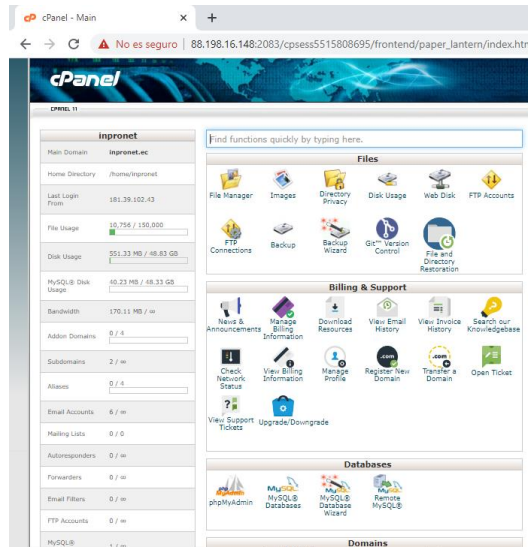 cPanel - Main
No es seguro | 88.198.16.148:2083/cpsess5515808695/frontend/paper_lantern/index.htm
cPanel
CPANEL 11
inpronet
Main Domain inpronet.ec
Home Directory /home/inpronet
Last Login From 181.39.102.43
File Usage 10,756 / 150,000
Disk Usage 551.33 MB / 48.83 GB
MySQL® Disk Usage 40.23 MB / 48.33 GB
Bandwidth 170.11 MB / ∞
Addon Domains 0 / 4
Subdomains 2 / ∞
Aliases 0 / 4
Email Accounts 6 / ∞
Mailing Lists 0 / 0
Autoresponders 0 / ∞
Forwarders 0 / ∞
Email Filters 0 / ∞
FTP Accounts 0 / ∞
MySQL® 1 / ∞
Find functions quickly by typing here.
Files
File Manager
Images
Directory Privacy
Disk Usage
Web Disk
FTP Accounts
FTP Connections
Backup
Backup Wizard
Git™ Version Control
File and Directory Restoration
Billing & Support
News & Announcements
Manage Billing Information
Download Resources
View Email History
View Invoice History
Search our Knowledgebase
Check Network Status
View Billing Information
Manage Profile
Register New Domain
Transfer a Domain
Open Ticket
View Support Tickets
Upgrade/Downgrade
Databases
phpMyAdmin
MySQL® Databases
MySQL® Database Wizard
Remote MySQL®
Domains